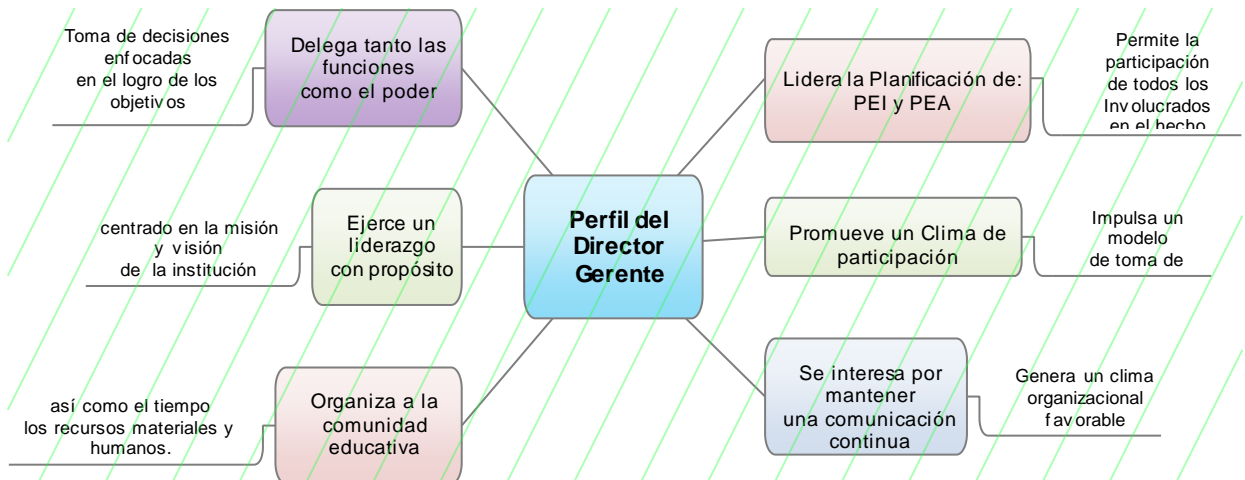 Toma de decisiones
enfocadas
en el logro de los
objetivos
Delega tanto las
funciones
como el poder
Lidera la Planificación de:
PEI y PEA
Permite la
participación
de todos los
Involucrados
en el hecho
centrado en la misión
y visión
de la institución
Ejerce un
liderazgo
con propósito
Perfil del
Director
Gerente
Promueve un Clima de
participación
Impulsa un
modelo
de toma de
así como el tiempo
los recursos materiales y
humanos.
Organiza a la
comunidad
educativa
Se interesa por
mantener
una comunicación
continua
Genera un clima
organizacional
favorable